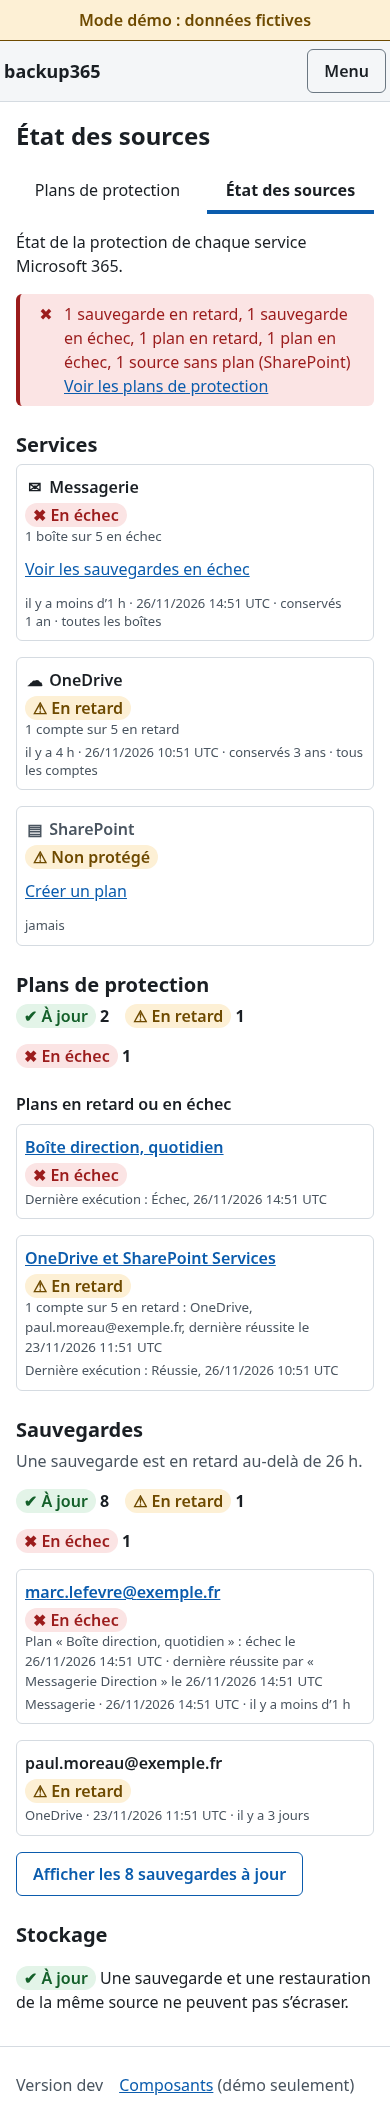 Mode démo : données fictives
backup365
Menu
État des sources
Plans de protection
État des sources
État de la protection de chaque service
Microsoft 365.
✖ 1 sauvegarde en retard, 1 sauvegarde
en échec, 1 plan en retard, 1 plan en
échec, 1 source sans plan (SharePoint)
Voir les plans de protection
Services
✉ Messagerie
✖ En échec
1 boîte sur 5 en échec
Voir les sauvegardes en échec
il y a moins d’1 h · 26/11/2026 14:51 UTC · conservés
1 an · toutes les boîtes
☁ OneDrive
⚠ En retard
1 compte sur 5 en retard
il y a 4 h · 26/11/2026 10:51 UTC · conservés 3 ans · tous
les comptes
▤ SharePoint
⚠ Non protégé
Créer un plan
jamais
Plans de protection
✔ À jour 2 ⚠ En retard 1
✖ En échec 1
Plans en retard ou en échec
Boîte direction, quotidien
✖ En échec
Dernière exécution : Échec, 26/11/2026 14:51 UTC
OneDrive et SharePoint Services
⚠ En retard
1 compte sur 5 en retard : OneDrive,
paul.moreau@exemple.fr, dernière réussite le
23/11/2026 11:51 UTC
Dernière exécution : Réussie, 26/11/2026 10:51 UTC
Sauvegardes
Une sauvegarde est en retard au-delà de 26 h.
✔ À jour 8 ⚠ En retard 1
✖ En échec 1
marc.lefevre@exemple.fr
✖ En échec
Plan « Boîte direction, quotidien » : échec le
26/11/2026 14:51 UTC · dernière réussite par «
Messagerie Direction » le 26/11/2026 14:51 UTC
Messagerie · 26/11/2026 14:51 UTC · il y a moins d’1 h
paul.moreau@exemple.fr
⚠ En retard
OneDrive · 23/11/2026 11:51 UTC · il y a 3 jours
Afficher les 8 sauvegardes à jour
Stockage
✔ À jour Une sauvegarde et une restauration
de la même source ne peuvent pas s’écraser.
Version dev Composants (démo seulement)